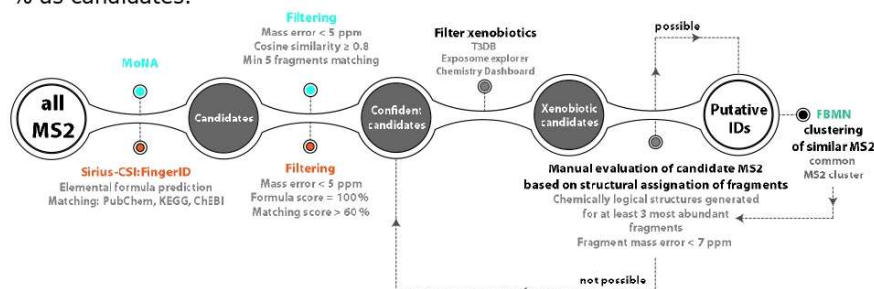 % as candidates.
possible
Filtering
Mass error < 5 ppm
Cosine similarity ≥ 0.8
Min 5 fragments matching
Filter xenobiotics
T3DB
Exposome explorer
Chemistry Dashboard
MoNA
all
MS2
Candidates
Confident
candidates
Xenobiotic
candidates
Putative
IDs
FBMN
clustering
of similar MS2
common
MS2 cluster
Sirius-CSI:FingerID
Elemental formula prediction
Matching: PubChem, KEGG, ChEBI
Filtering
Mass error < 5 ppm
Formula score = 100 %
Matching score > 60 %
Manual evaluation of candidate MS2
based on structural assignation of fragments
Chemically logical structures generated
for at least 3 most abundant
fragments
Fragment mass error < 7 ppm
not possible